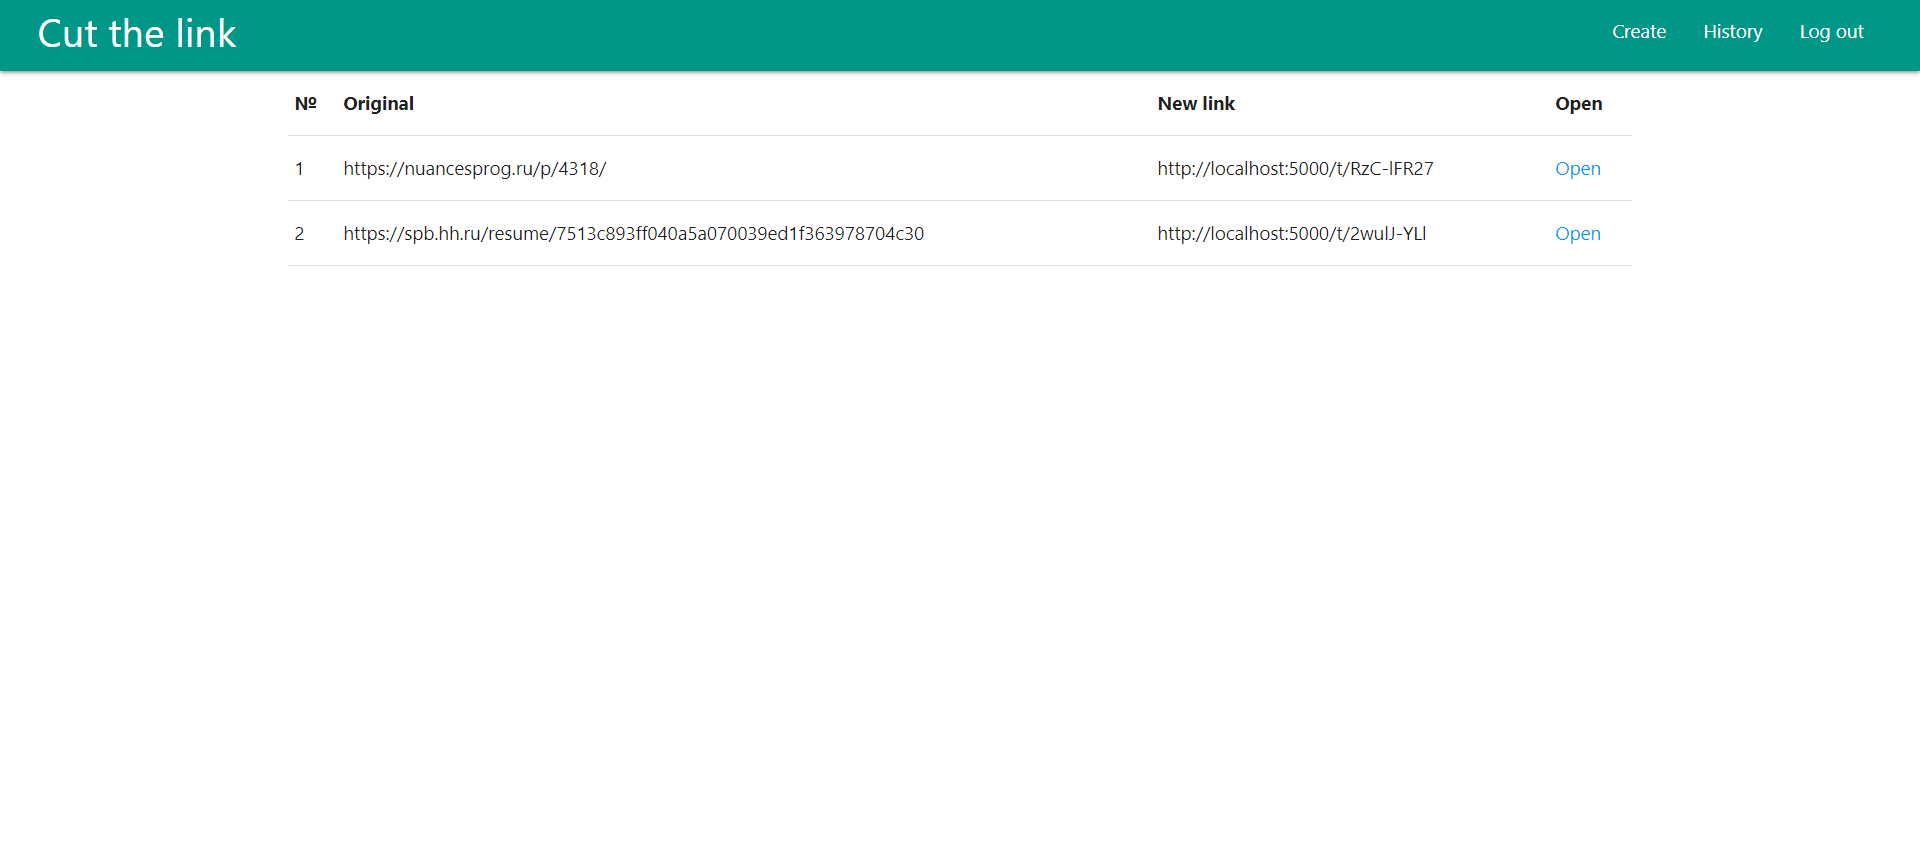 Cut the link Create History Log out
№ Original New link Open
1 https://nuancesprog.ru/p/4318/ http://localhost:5000/t/RzC-lFR27 Open
2 https://spb.hh.ru/resume/7513c893ff040a5a070039ed1f363978704c30 http://localhost:5000/t/2wulJ-YLl Open